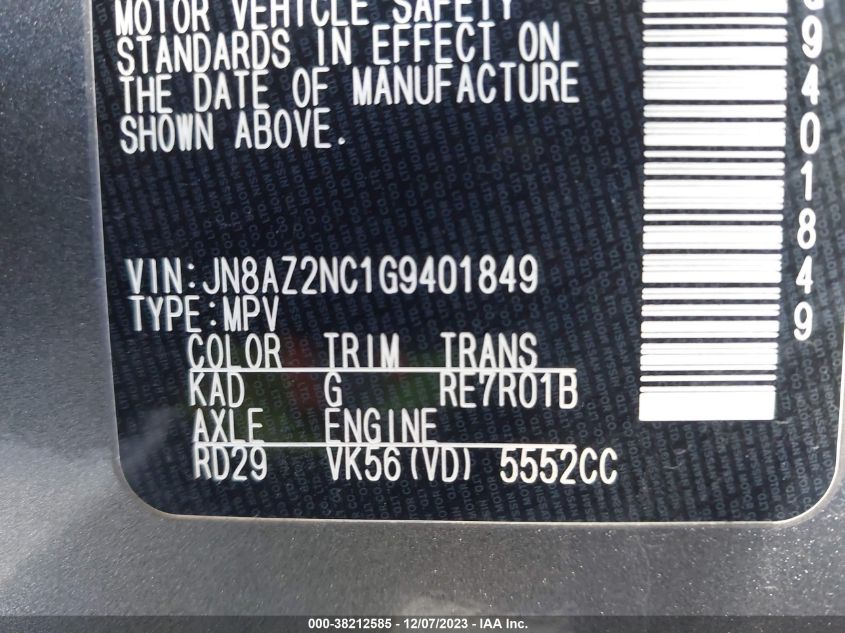 MOTOR VEHICLE SAFETY
STANDARDS IN EFFECT ON
THE DATE OF MANUFACTURE
SHOWN ABOVE.
VIN:JN8AZ2NC1G9401849
TYPE:MPV
COLOR TRIM TRANS
KAD G RE7R01B
AXLE ENGINE
RD29 VK56(VD) 5552CC
G9401849
000-38212585 - 12/07/2023 - IAA Inc.